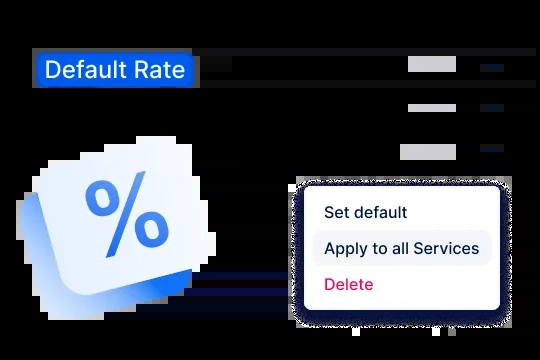 Default Rate
%
Set default
Apply to all Services
Delete